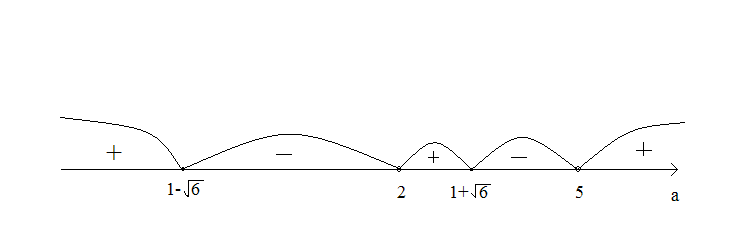 + − + − +
1-√6 2 1+√6 5 a